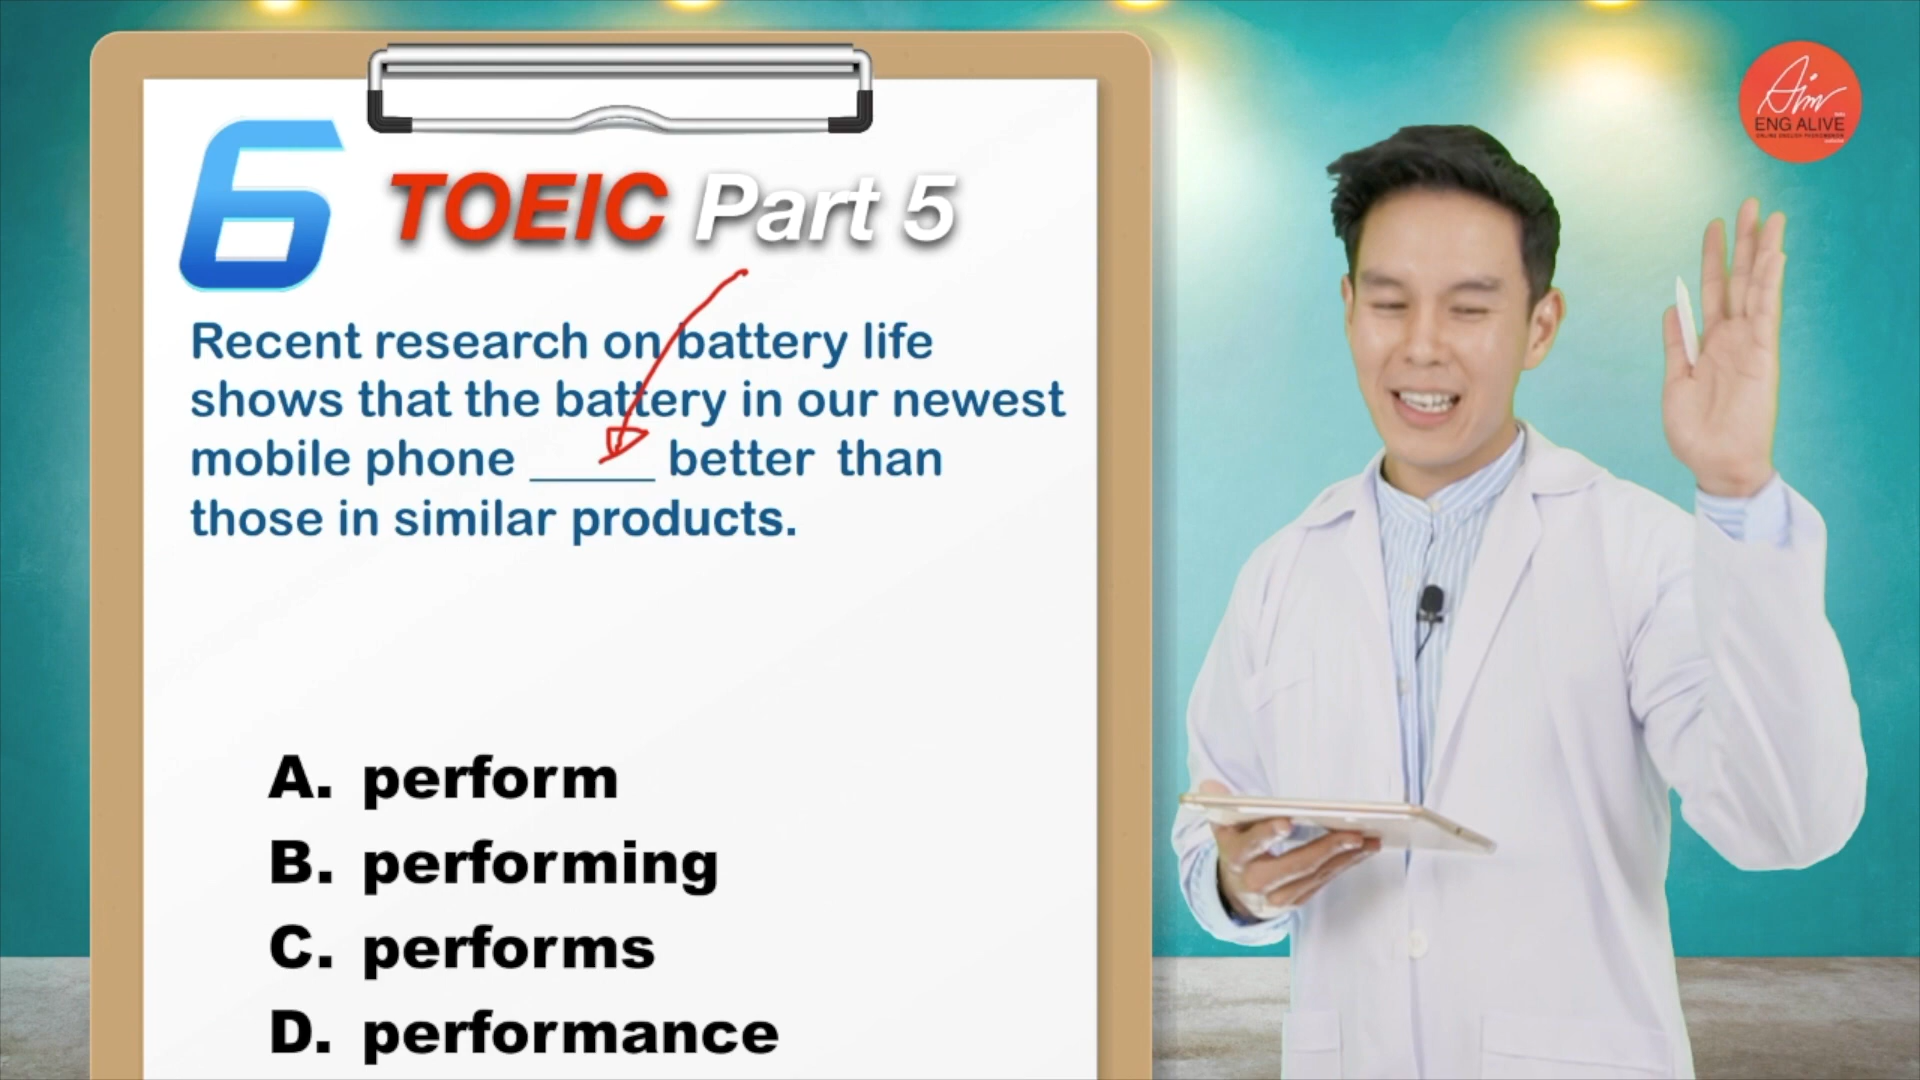 6
TOEIC Part 5
Recent research on battery life
shows that the battery in our newest
mobile phone _____ better than
those in similar products.
A. perform
B. performing
C. performs
D. performance
Aim
ENG ALIVE